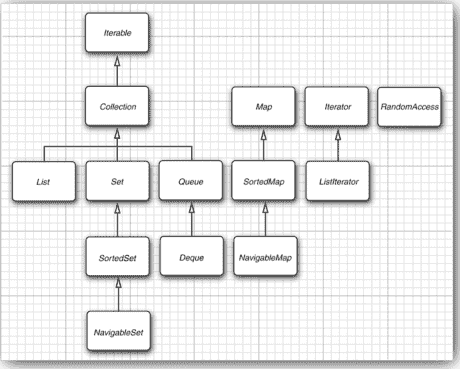 Iterable
Collection
Map
Iterator
RandomAccess
List
Set
Queue
SortedMap
ListIterator
SortedSet
Deque
NavigableMap
NavigableSet